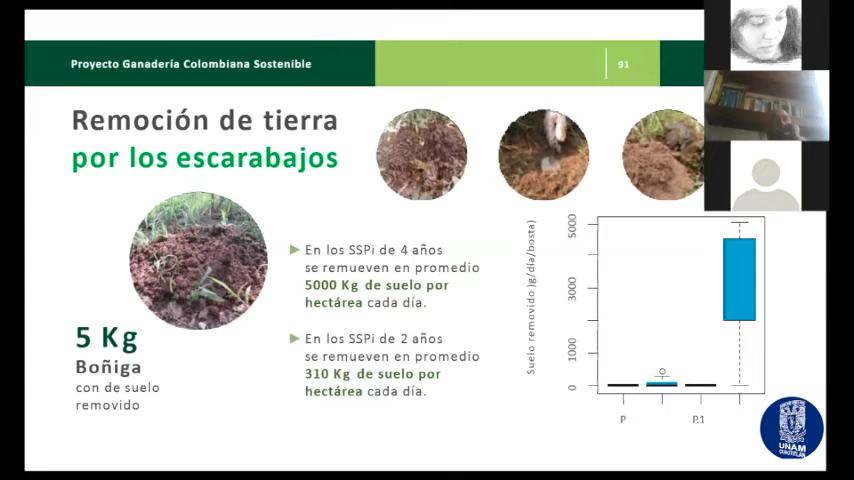 Proyecto Ganadería Colombiana Sostenible
91
Remoción de tierra
por los escarabajos
En los SSPi de 4 años
se remueven en promedio
5000 Kg de suelo por
hectárea cada día.
En los SSPi de 2 años
se remueven en promedio
310 Kg de suelo por
hectárea cada día.
5 Kg
Boñiga
con de suelo
removido
Suelo removido )g/día/bosta)
5000
3000
1000
0
P
P.1
UNAM
CUAUTITLÁN